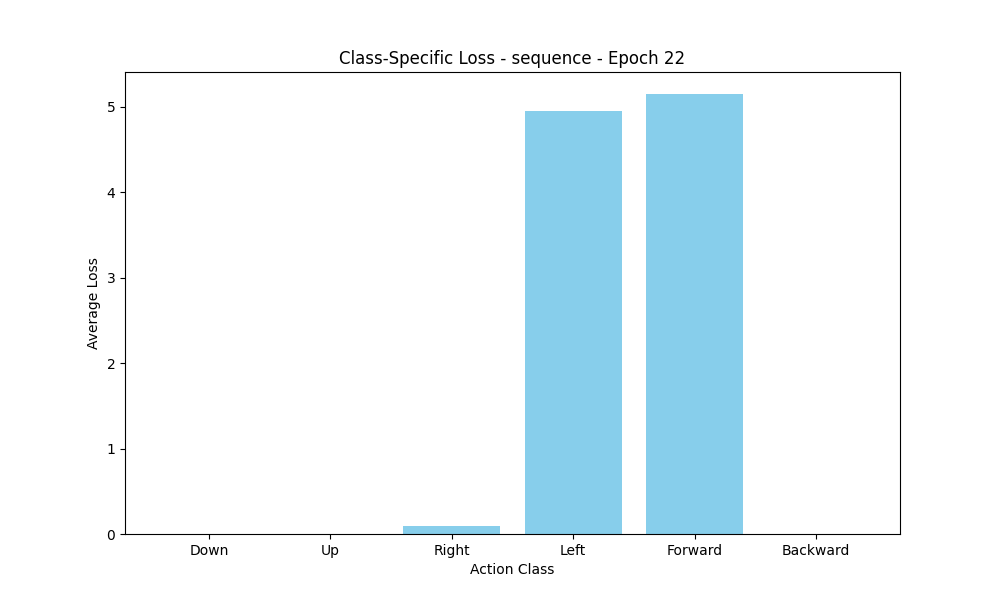 Class-Specific Loss - sequence - Epoch 22
Average Loss
5
4
3
2
1
0
Down Up Right Left Forward Backward
Action Class